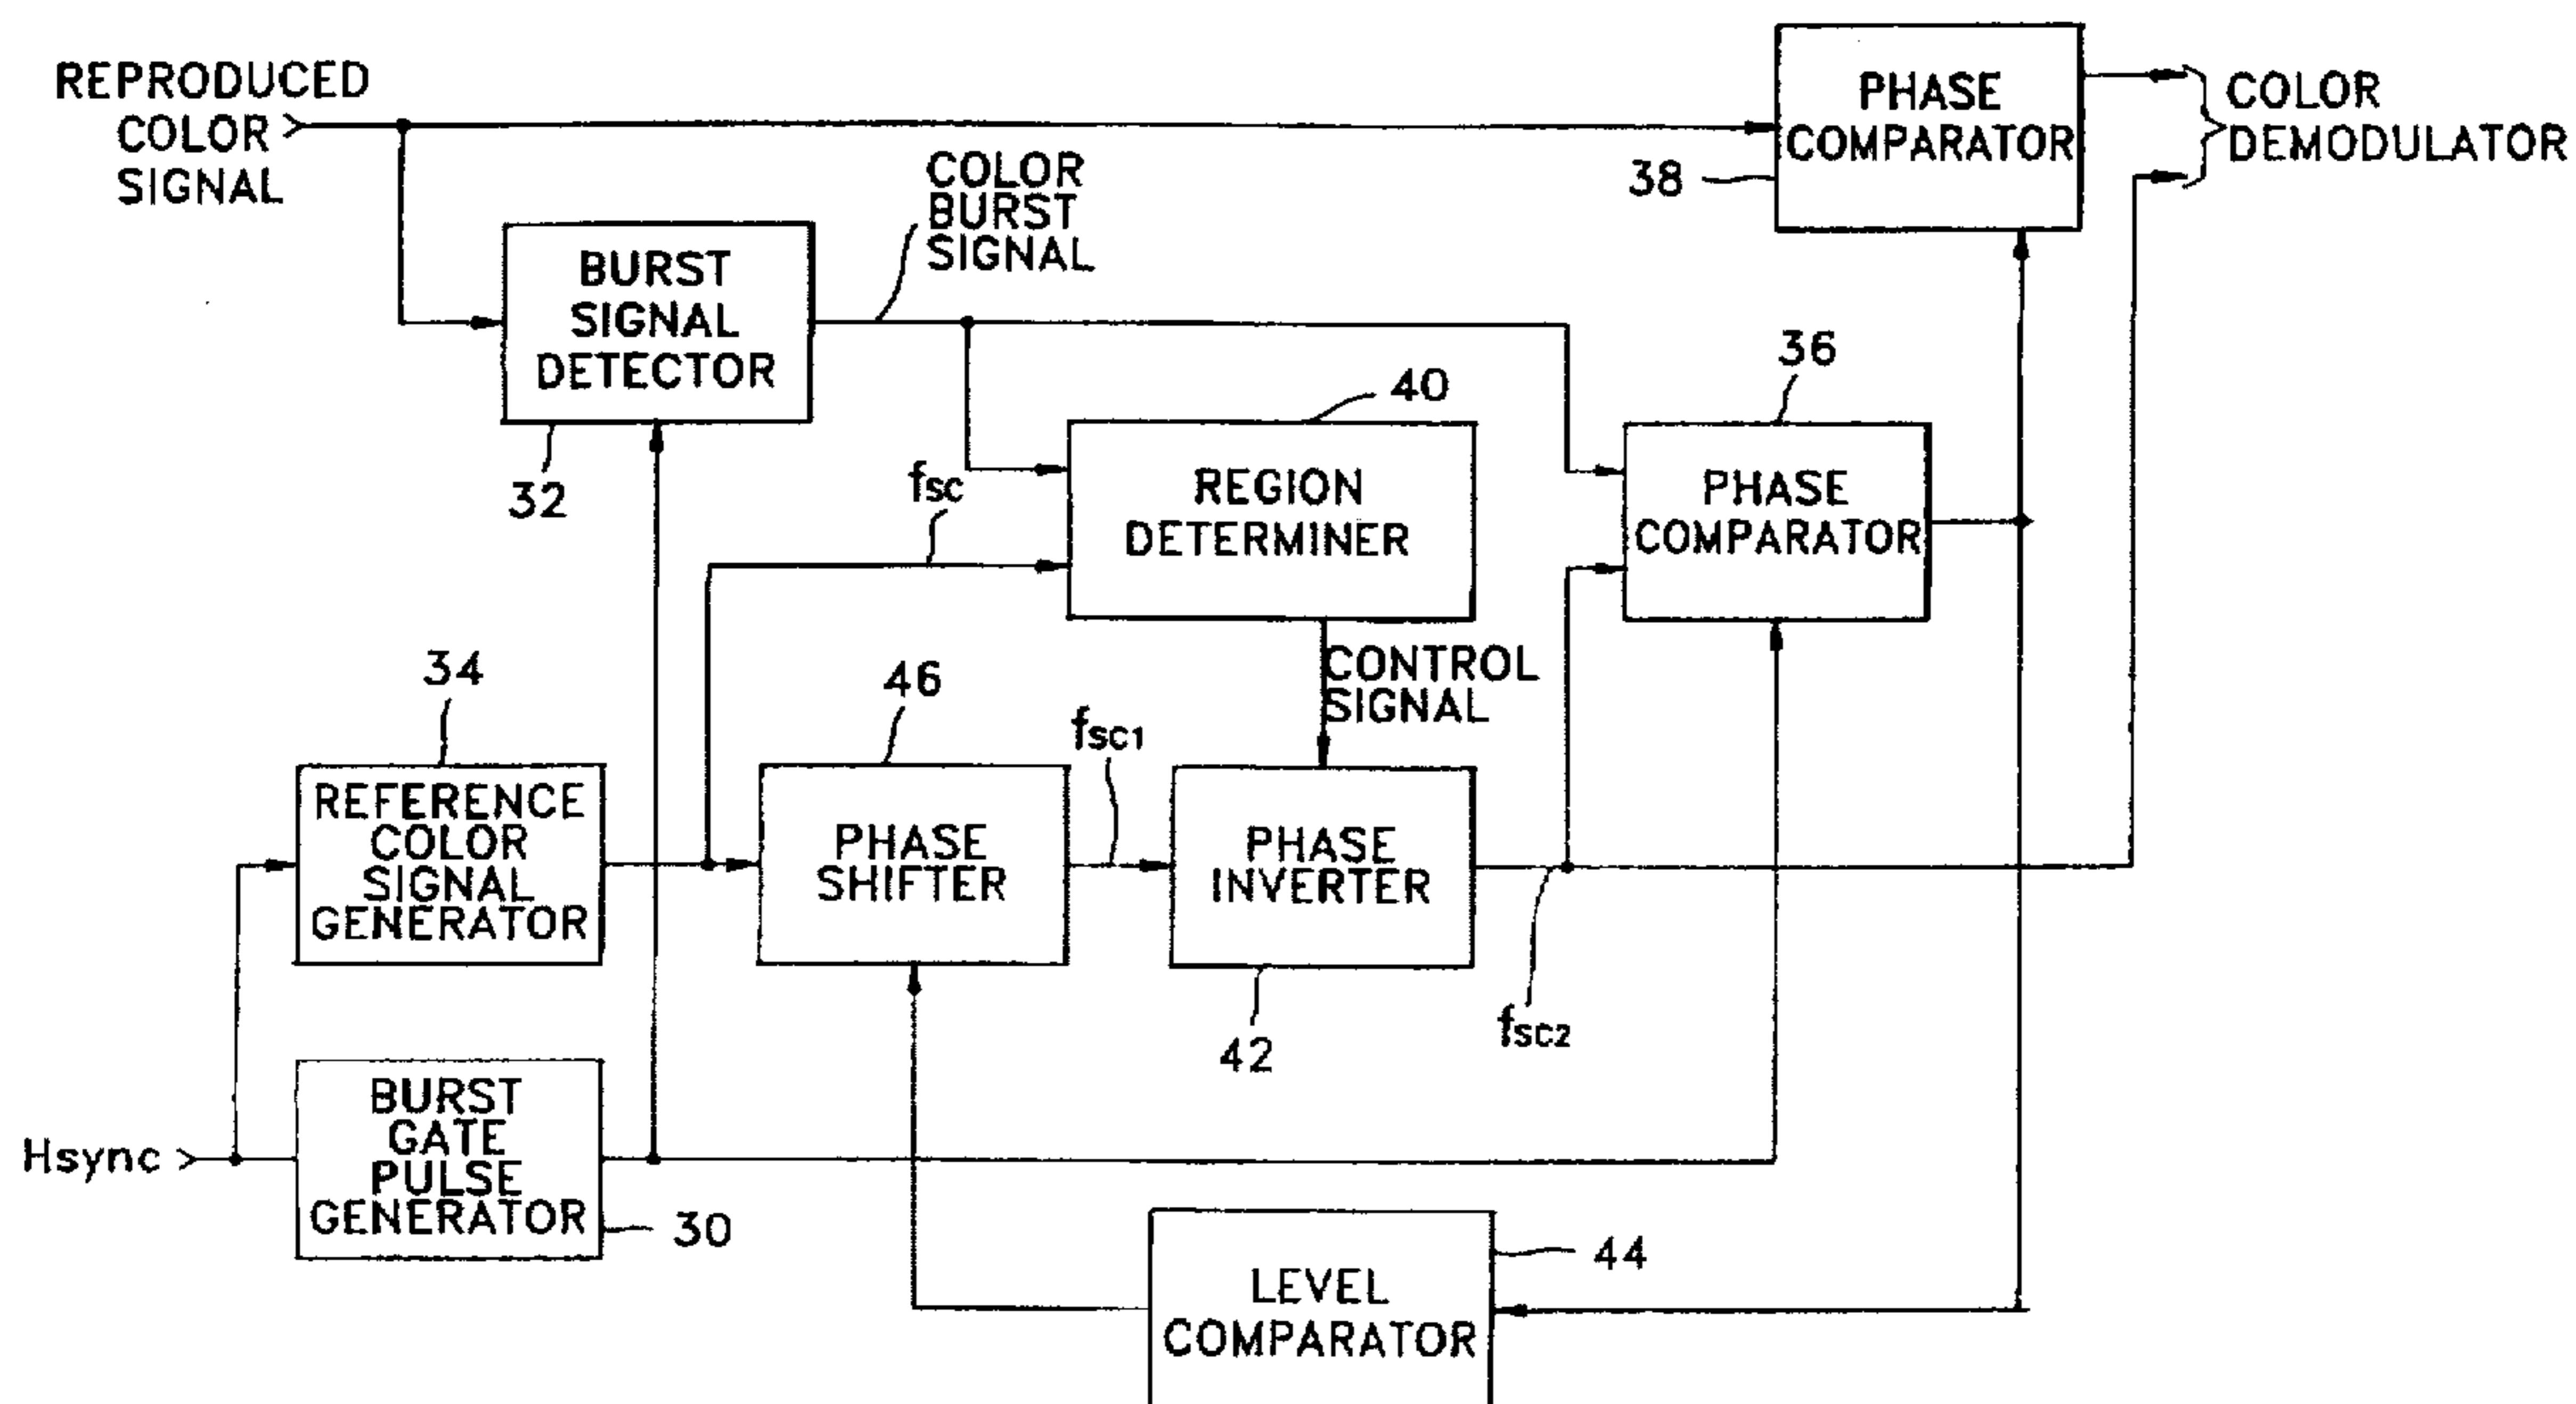 REPRODUCED
COLOR
SIGNAL
PHASE
COMPARATOR
38
COLOR
DEMODULATOR
COLOR
BURST
SIGNAL
BURST
SIGNAL
DETECTOR
32
36
40
fsc
REGION
DETERMINER
PHASE
COMPARATOR
CONTROL
SIGNAL
34
46
fsc1
REFERENCE
COLOR
SIGNAL
GENERATOR
PHASE
SHIFTER
PHASE
INVERTER
42
fsc2
Hsync
BURST
GATE
PULSE
GENERATOR
30
44
LEVEL
COMPARATOR